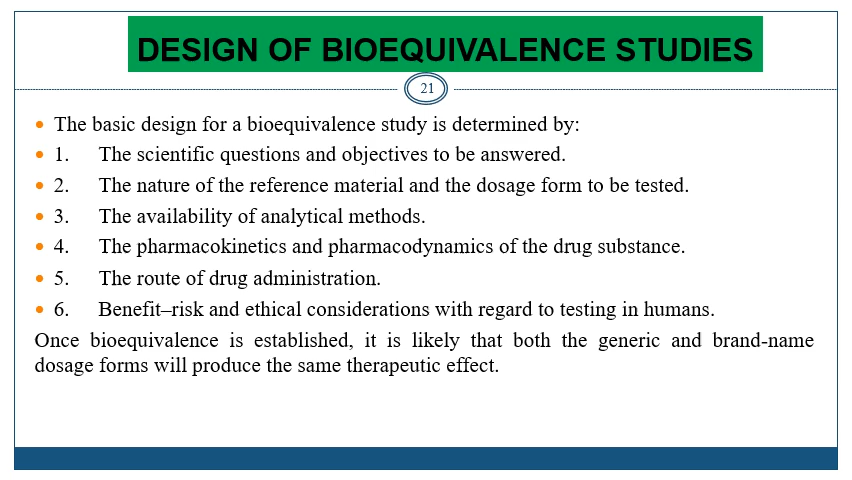 DESIGN OF BIOEQUIVALENCE STUDIES
21
• The basic design for a bioequivalence study is determined by:
• 1. The scientific questions and objectives to be answered.
• 2. The nature of the reference material and the dosage form to be tested.
• 3. The availability of analytical methods.
• 4. The pharmacokinetics and pharmacodynamics of the drug substance.
• 5. The route of drug administration.
• 6. Benefit–risk and ethical considerations with regard to testing in humans.
Once bioequivalence is established, it is likely that both the generic and brand-name
dosage forms will produce the same therapeutic effect.